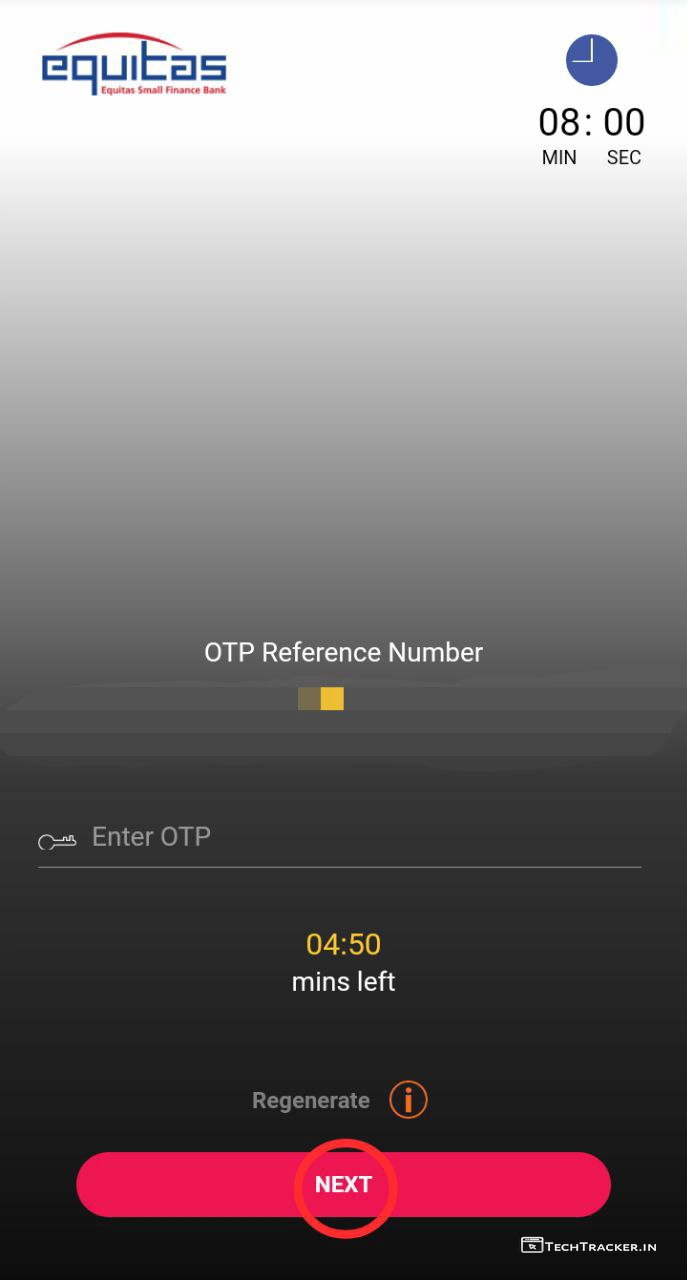 equitas
Equitas Small Finance Bank
08: 00
MIN SEC
OTP Reference Number
Enter OTP
04:50
mins left
Regenerate i
NEXT
TECHTRACKER.IN